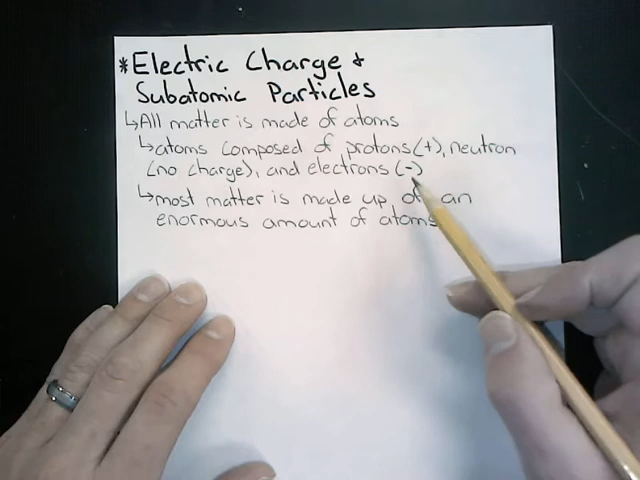 *Electric Charge &
Subatomic Particles
↳All matter is made of atoms
↳atoms composed of protons(+), neutron
(no charge), and electrons (-)
↳most matter is made up of an
enormous amount of atoms